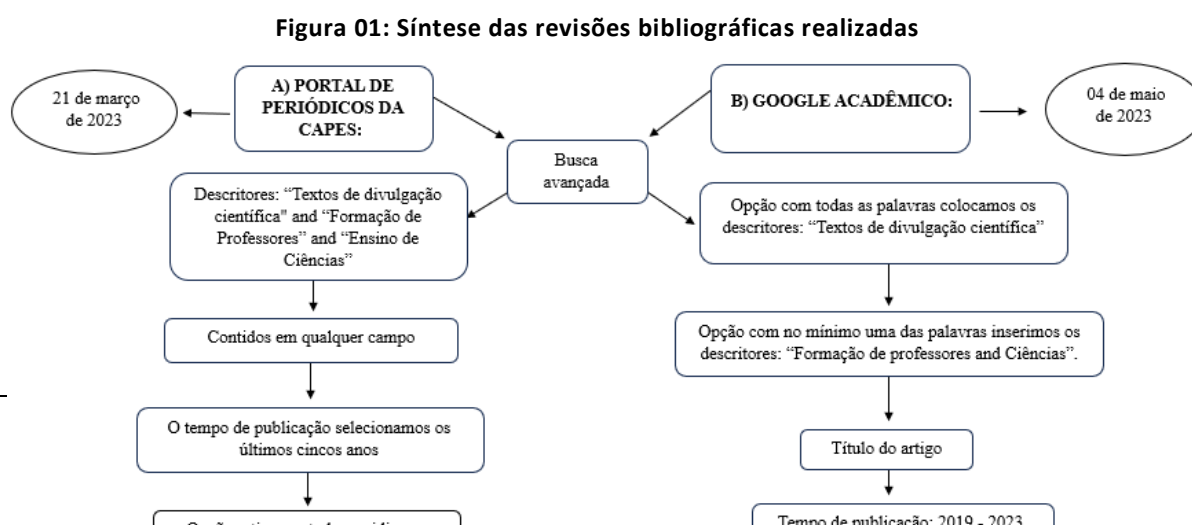 Figura 01: Síntese das revisões bibliográficas realizadas
21 de março
de 2023
A) PORTAL DE
PERIÓDICOS DA
CAPES:
B) GOOGLE ACADÊMICO:
04 de maio
de 2023
Busca
avançada
Descritores: “Textos de divulgação
científica" and “Formação de
Professores” and “Ensino de
Ciências”
Contidos em qualquer campo
O tempo de publicação selecionamos os
últimos cincos anos
Opção com todas as palavras colocamos os
descritores: “Textos de divulgação científica”
Opção com no mínimo uma das palavras inserimos os
descritores: “Formação de professores and Ciências”.
Título do artigo
Tempo de publicação: 2019 - 2023